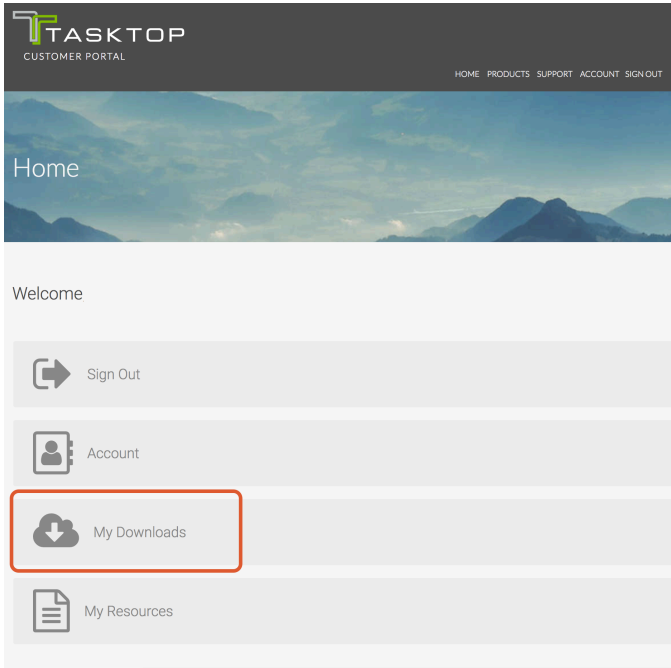 TASKTOP
CUSTOMER PORTAL
HOME PRODUCTS SUPPORT ACCOUNT SIGN OUT
Home
Welcome
Sign Out
Account
My Downloads
My Resources